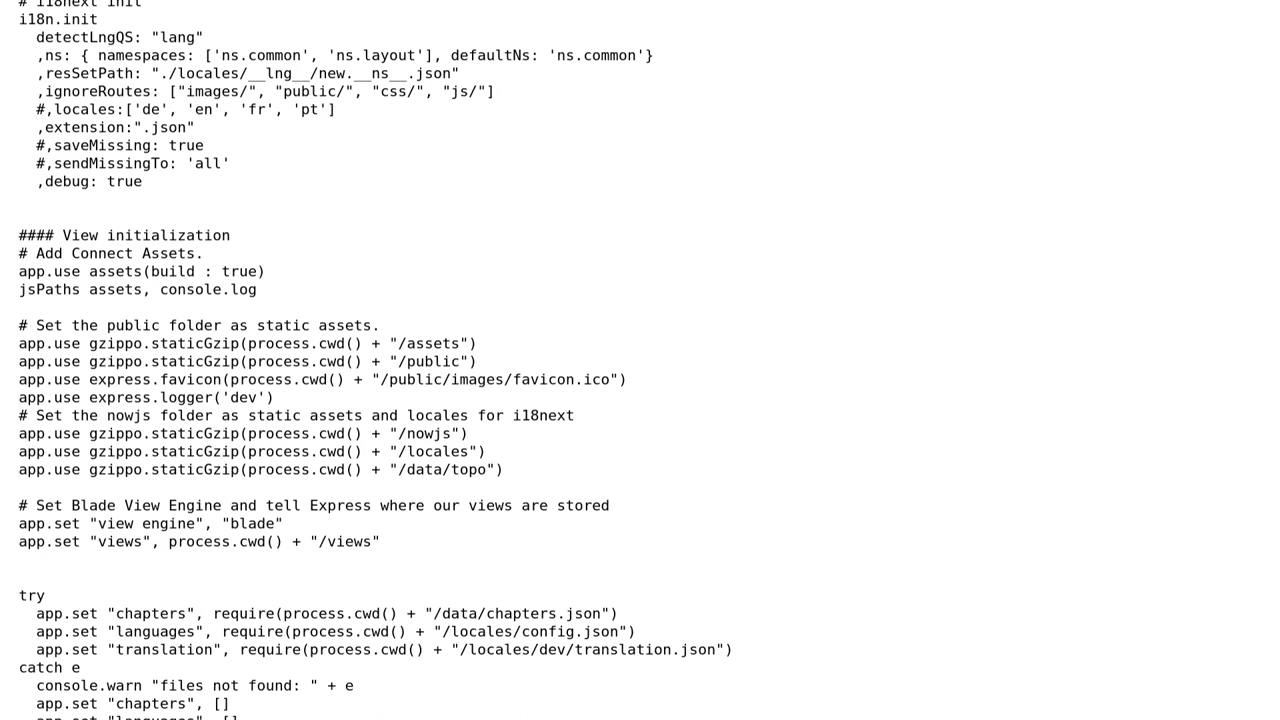 # i18next init
i18n.init
  detectLngQS: "lang"
  ,ns: { namespaces: ['ns.common', 'ns.layout'], defaultNs: 'ns.common'}
  ,resSetPath: "./locales/__lng__/new.__ns__.json"
  ,ignoreRoutes: ["images/", "public/", "css/", "js/"]
  #,locales:['de', 'en', 'fr', 'pt']
  ,extension:".json"
  #,saveMissing: true
  #,sendMissingTo: 'all'
  ,debug: true
#### View initialization
# Add Connect Assets.
app.use assets(build : true)
jsPaths assets, console.log
# Set the public folder as static assets.
app.use gzippo.staticGzip(process.cwd() + "/assets")
app.use gzippo.staticGzip(process.cwd() + "/public")
app.use express.favicon(process.cwd() + "/public/images/favicon.ico")
app.use express.logger('dev')
# Set the nowjs folder as static assets and locales for i18next
app.use gzippo.staticGzip(process.cwd() + "/nowjs")
app.use gzippo.staticGzip(process.cwd() + "/locales")
app.use gzippo.staticGzip(process.cwd() + "/data/topo")
# Set Blade View Engine and tell Express where our views are stored
app.set "view engine", "blade"
app.set "views", process.cwd() + "/views"
try
  app.set "chapters", require(process.cwd() + "/data/chapters.json")
  app.set "languages", require(process.cwd() + "/locales/config.json")
  app.set "translation", require(process.cwd() + "/locales/dev/translation.json")
catch e
  console.warn "files not found: " + e
  app.set "chapters", []
  app.set "languages", []